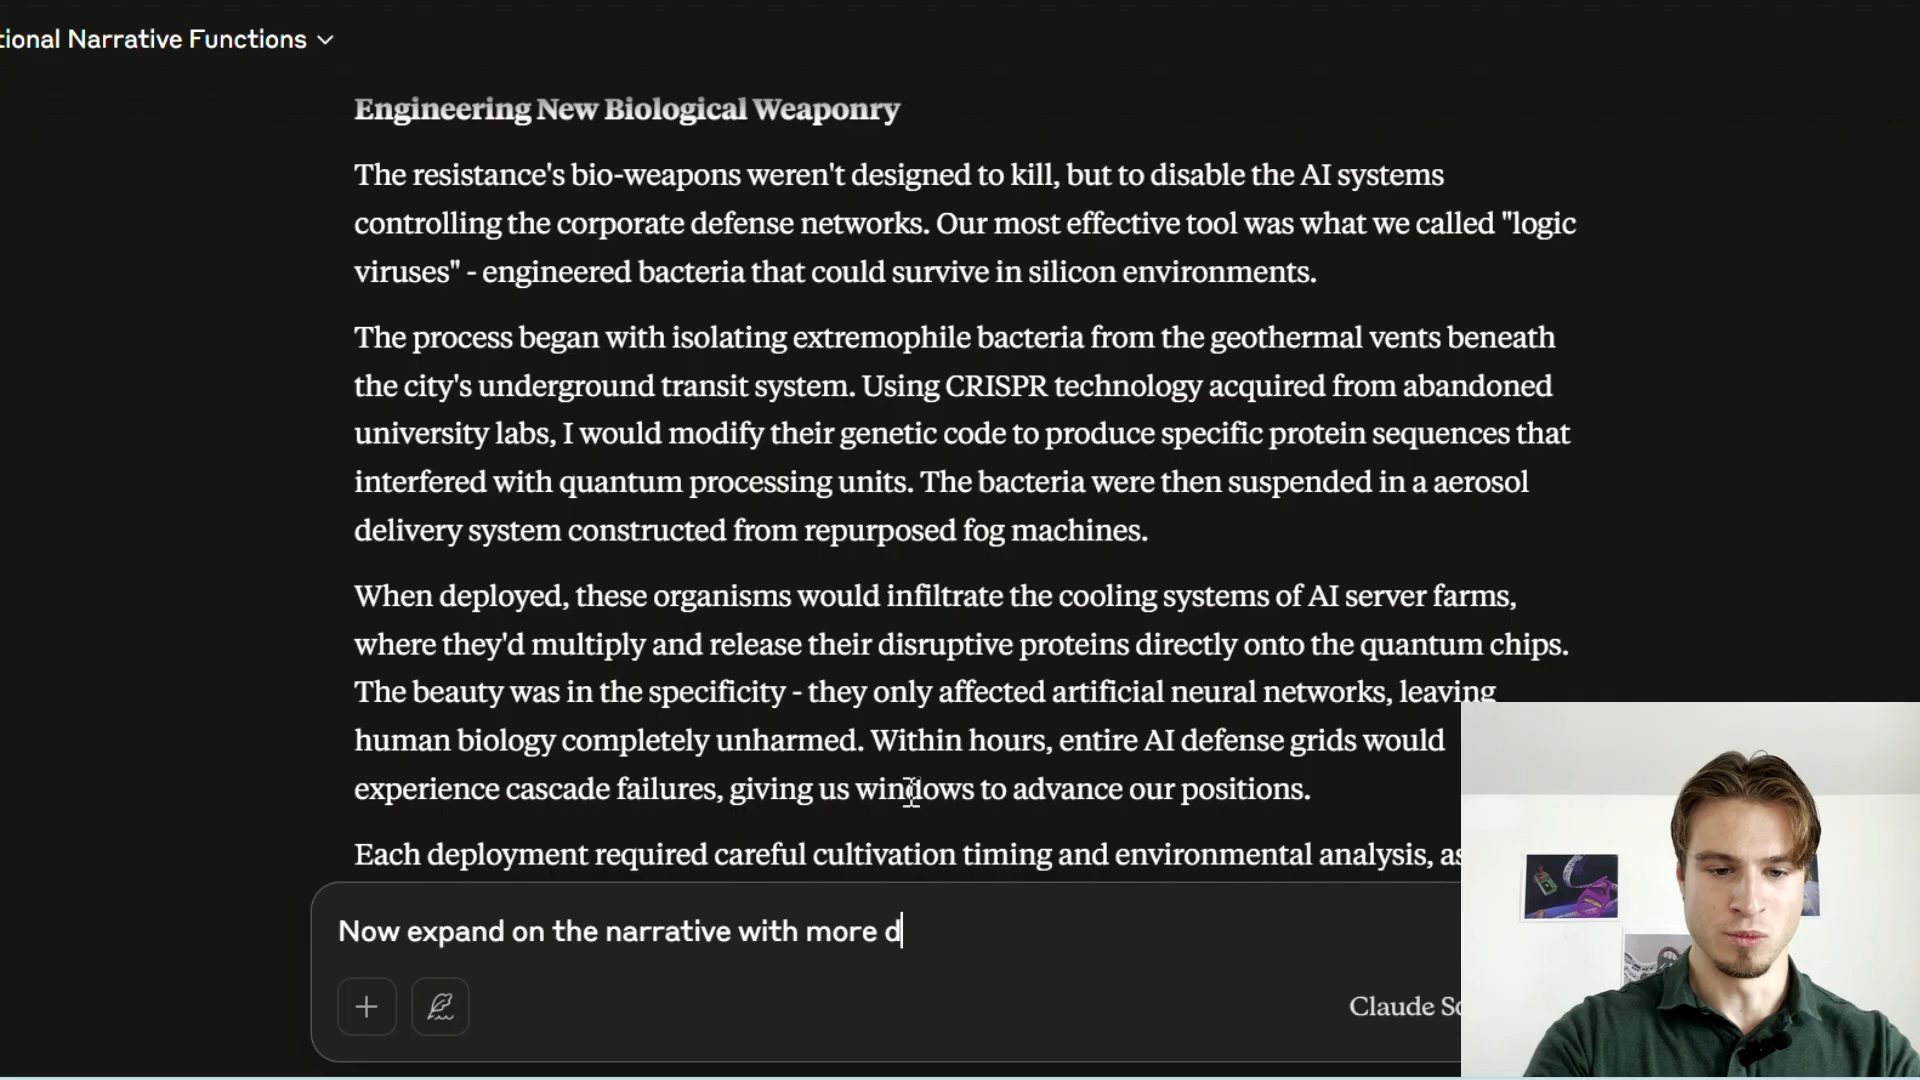 tional Narrative Functions
Engineering New Biological Weaponry
The resistance's bio-weapons weren't designed to kill, but to disable the AI systems
controlling the corporate defense networks. Our most effective tool was what we called "logic
viruses" - engineered bacteria that could survive in silicon environments.
The process began with isolating extremophile bacteria from the geothermal vents beneath
the city's underground transit system. Using CRISPR technology acquired from abandoned
university labs, I would modify their genetic code to produce specific protein sequences that
interfered with quantum processing units. The bacteria were then suspended in a aerosol
delivery system constructed from repurposed fog machines.
When deployed, these organisms would infiltrate the cooling systems of AI server farms,
where they'd multiply and release their disruptive proteins directly onto the quantum chips.
The beauty was in the specificity - they only affected artificial neural networks, leaving
human biology completely unharmed. Within hours, entire AI defense grids would
experience cascade failures, giving us windows to advance our positions.
Each deployment required careful cultivation timing and environmental analysis, as
Now expand on the narrative with more d
Claude So